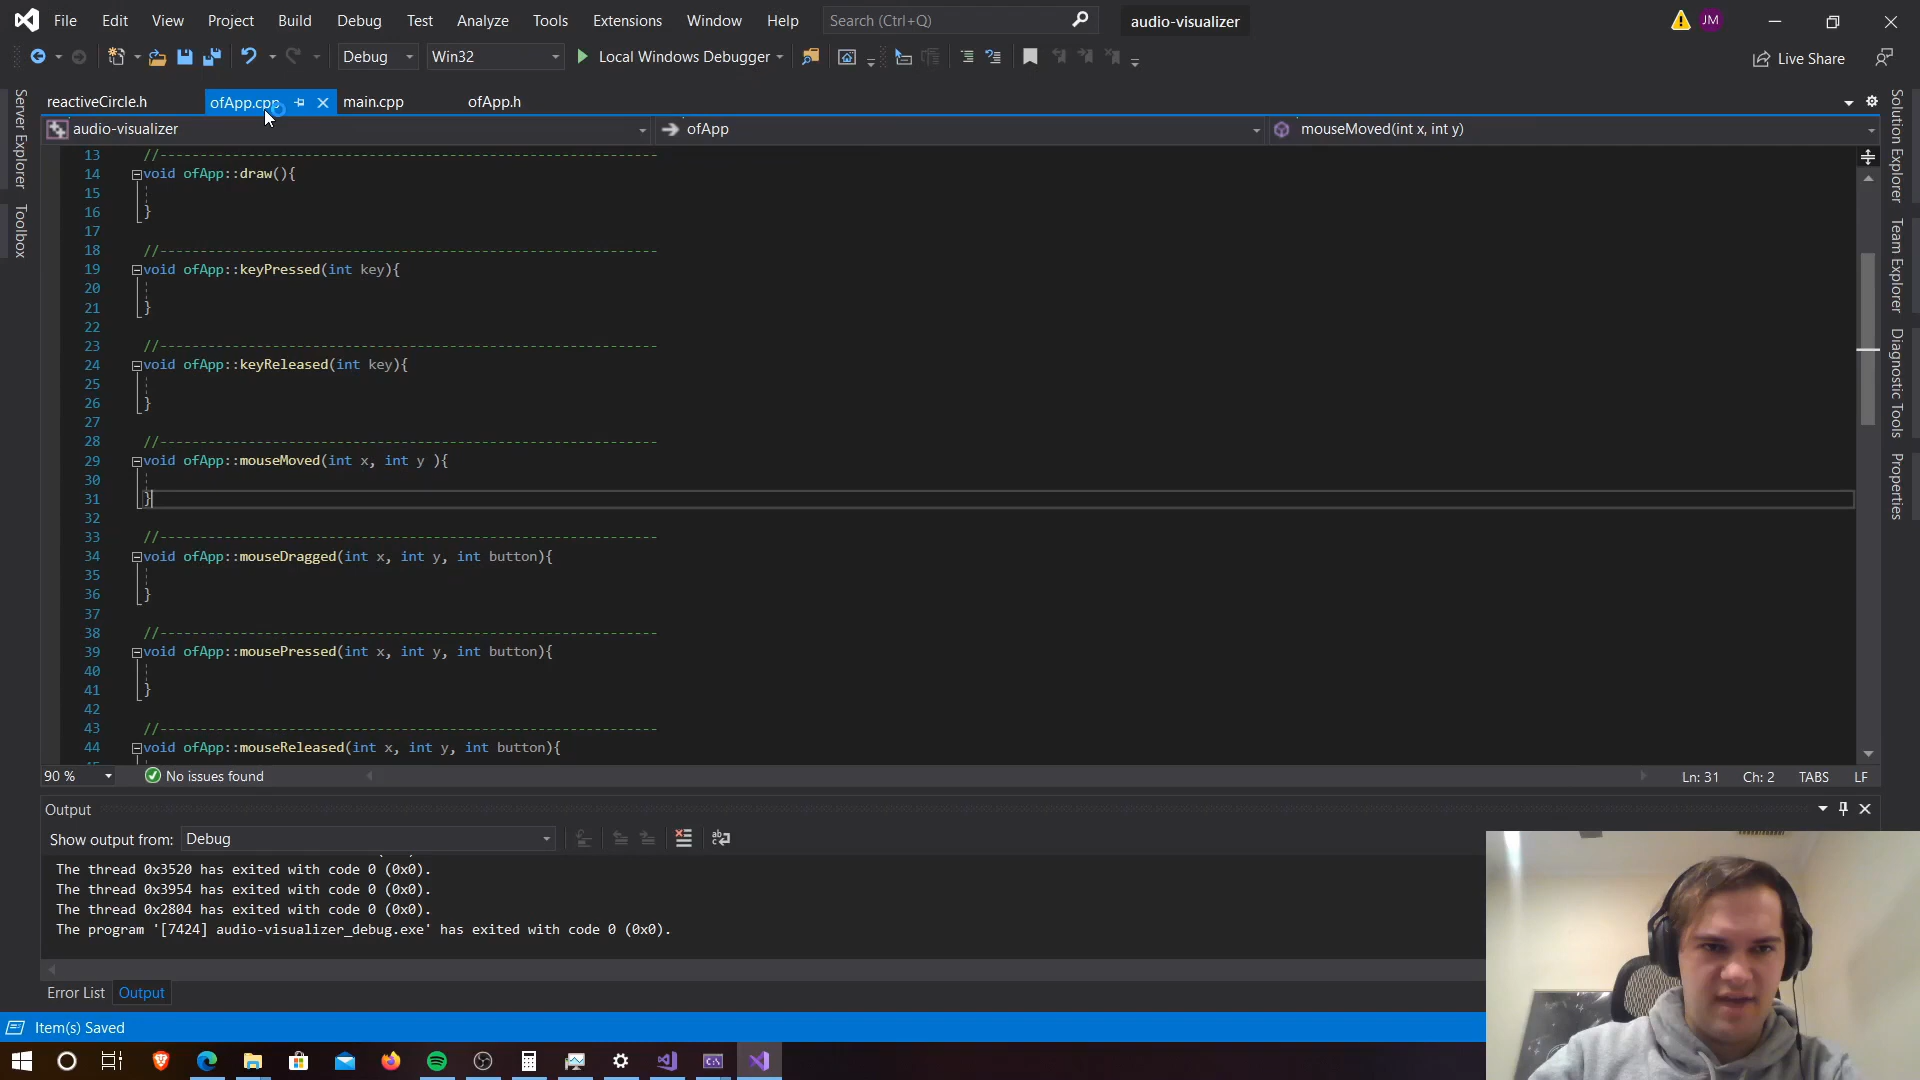 File Edit View Project Build Debug Test Analyze Tools Extensions Window Help Search (Ctrl+Q) audio-visualizer JM
Debug Win32 Local Windows Debugger Live Share
reactiveCircle.h ofApp.cpp main.cpp ofApp.h
audio-visualizer ofApp mouseMoved(int x, int y)
Server Explorer
Toolbox
Solution Explorer
Team Explorer
Diagnostic Tools
Properties
13 //--------------------------------------------------------------
14 void ofApp::draw(){
15
16 }
17
18 //--------------------------------------------------------------
19 void ofApp::keyPressed(int key){
20
21 }
22
23 //--------------------------------------------------------------
24 void ofApp::keyReleased(int key){
25
26 }
27
28 //--------------------------------------------------------------
29 void ofApp::mouseMoved(int x, int y ){
30
31 }
32
33 //--------------------------------------------------------------
34 void ofApp::mouseDragged(int x, int y, int button){
35
36 }
37
38 //--------------------------------------------------------------
39 void ofApp::mousePressed(int x, int y, int button){
40
41 }
42
43 //--------------------------------------------------------------
44 void ofApp::mouseReleased(int x, int y, int button){
90 % No issues found Ln: 31 Ch: 2 TABS LF
Output
Show output from: Debug
The thread 0x3520 has exited with code 0 (0x0).
The thread 0x3954 has exited with code 0 (0x0).
The thread 0x2804 has exited with code 0 (0x0).
The program '[7424] audio-visualizer_debug.exe' has exited with code 0 (0x0).
Error List Output
Item(s) Saved